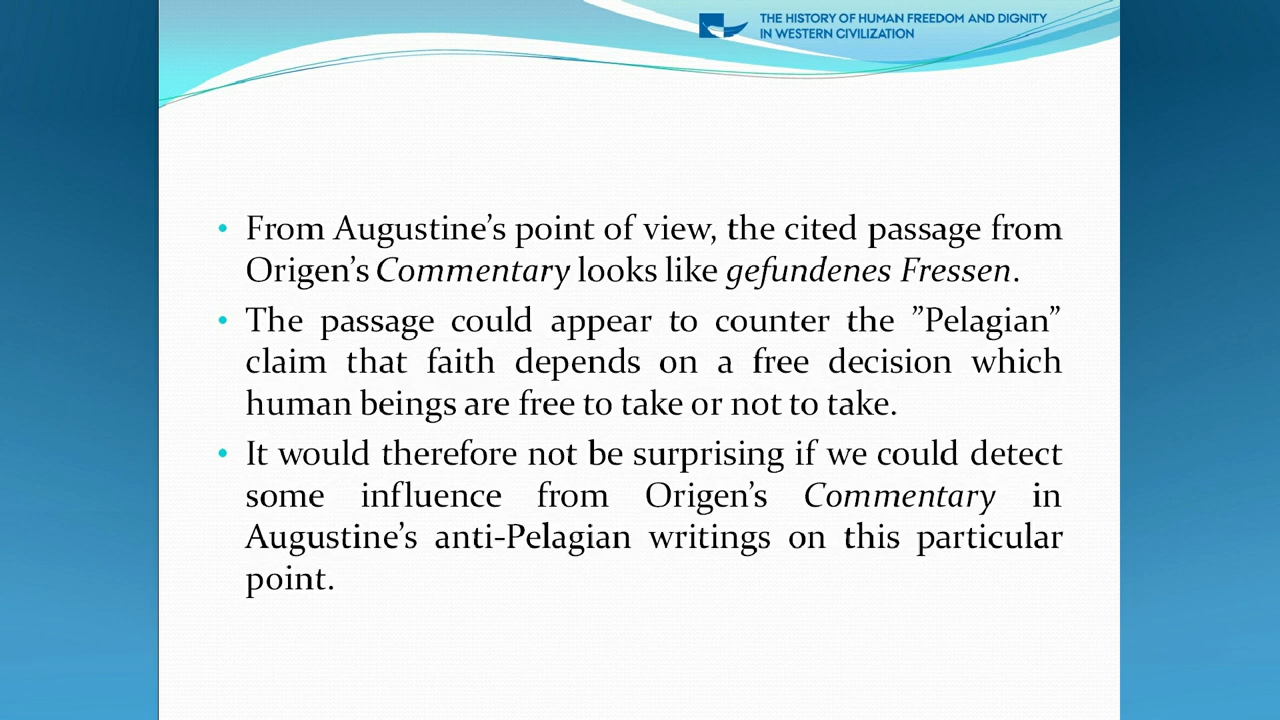 THE HISTORY OF HUMAN FREEDOM AND DIGNITY
IN WESTERN CIVILIZATION
• From Augustine’s point of view, the cited passage from
Origen’s Commentary looks like gefundenes Fressen.
• The passage could appear to counter the ”Pelagian”
claim that faith depends on a free decision which
human beings are free to take or not to take.
• It would therefore not be surprising if we could detect
some influence from Origen’s Commentary in
Augustine’s anti-Pelagian writings on this particular
point.